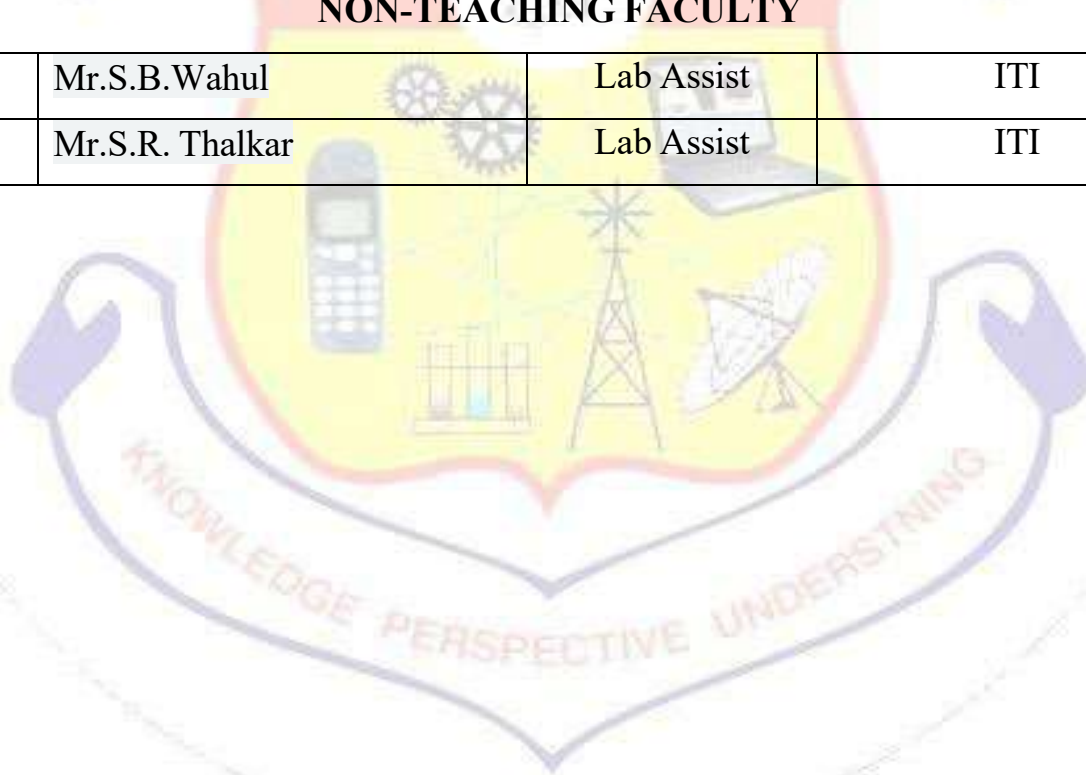 NON-TEACHING FACULTY
Mr.S.B.Wahul Lab Assist ITI
Mr.S.R. Thalkar Lab Assist ITI
KNOWLEDGE PERSPECTIVE UNDERSTNING